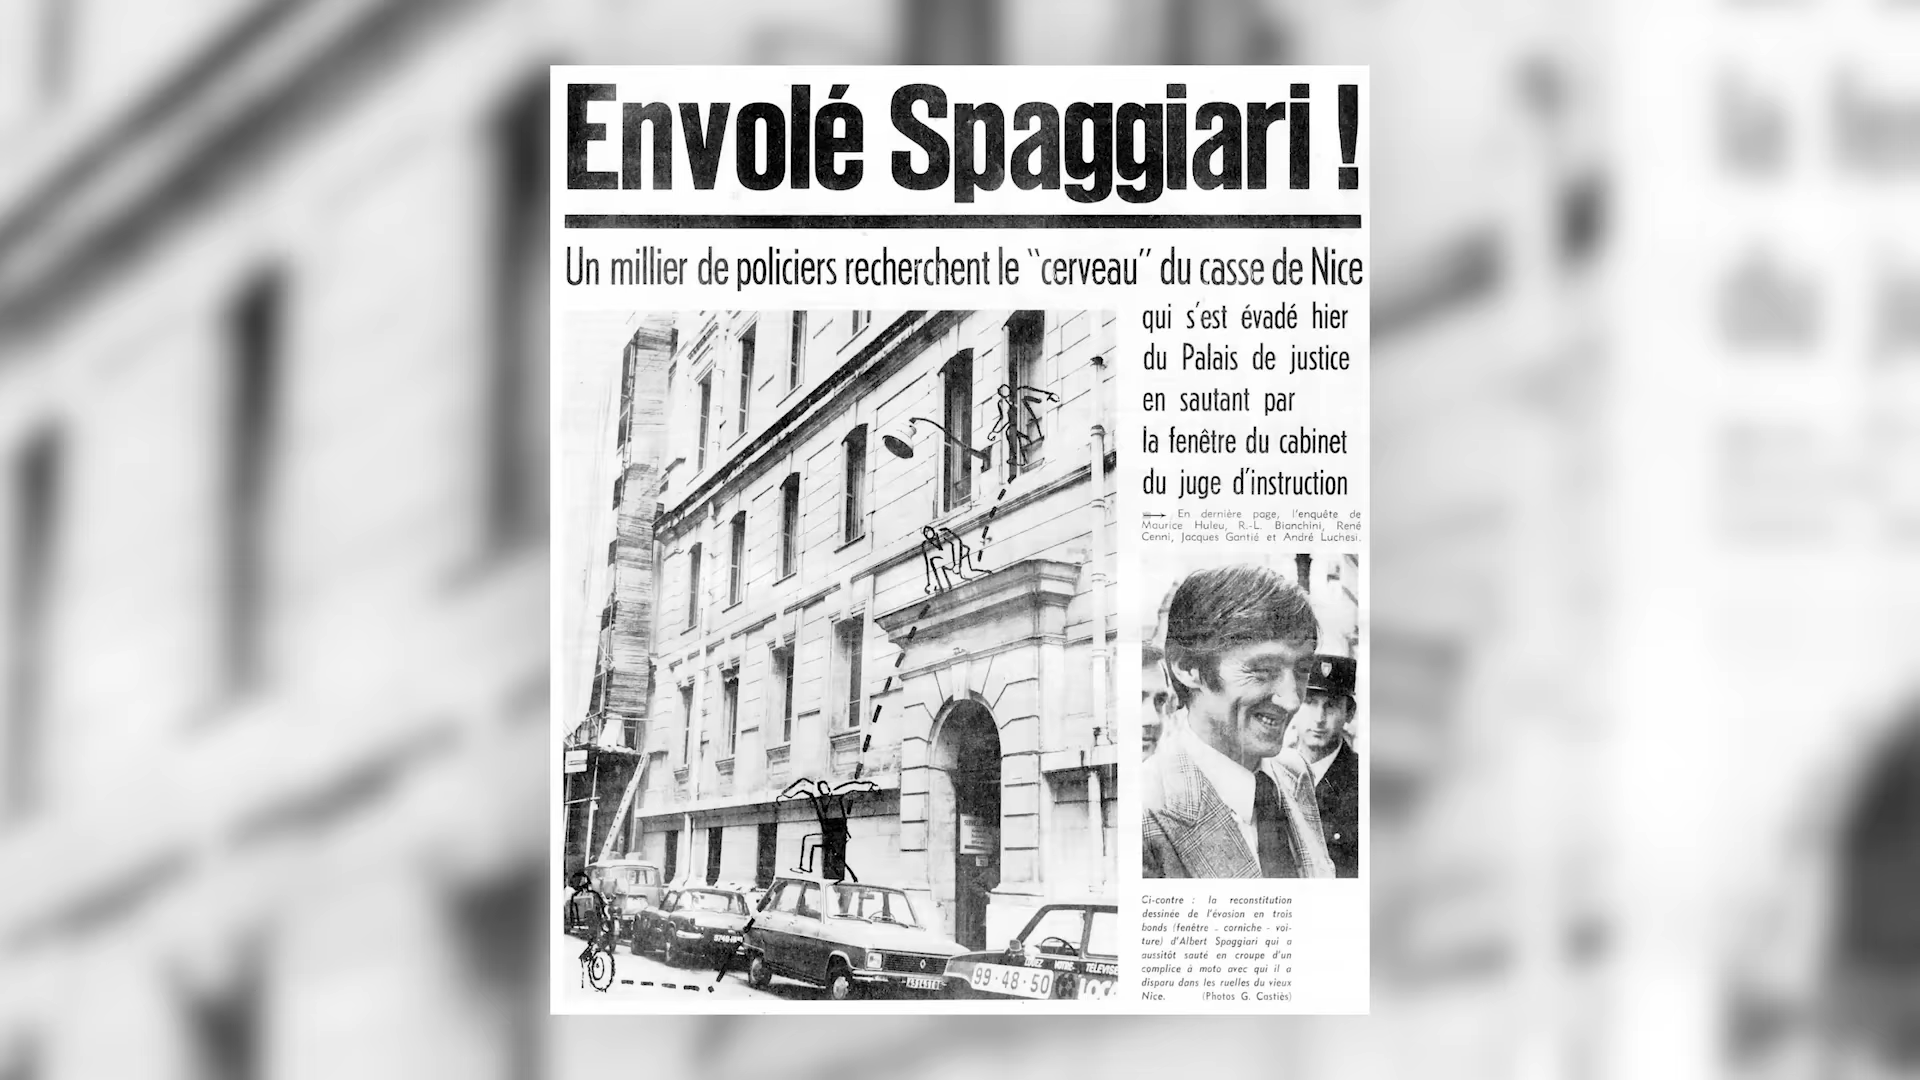 Envolé Spaggiari !
Un millier de policiers recherchent le "cerveau" du casse de Nice
qui s'est évadé hier
du Palais de justice
en sautant par
la fenêtre du cabinet
du juge d'instruction
En dernière page, l'enquête de
Maurice Huleu, R.-L. Bianchini, René
Cenni, Jacques Gantié et André Luchesi.
Ci-contre : la reconstitution
dessinée de l'évasion en trois
bonds (fenêtre - corniche - voi-
ture) d'Albert Spaggiari qui a
aussitôt sauté en croupe d'un
complice à moto avec qui il a
disparu dans les ruelles du vieux
Nice. (Photos G. Castiès)
VOTRE TELEVISE
99-48-50
LOCA